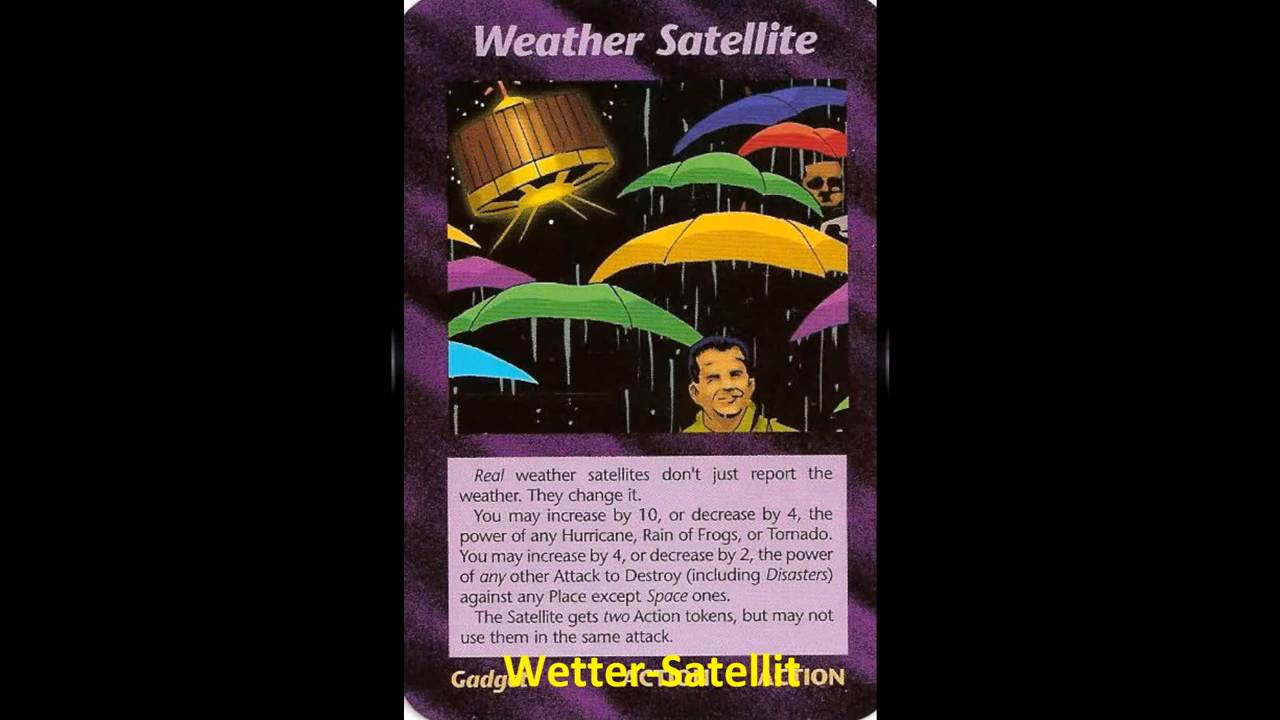 Weather Satellite
Real weather satellites don't just report the
weather. They change it.
You may increase by 10, or decrease by 4, the
power of any Hurricane, Rain of Frogs, or Tornado.
You may increase by 4, or decrease by 2, the power
of any other Attack to Destroy (including Disasters)
against any Place except Space ones.
The Satellite gets two Action tokens, but may not
use them in the same attack.
Gadget ACTION ACTION
Wetter-Satellit